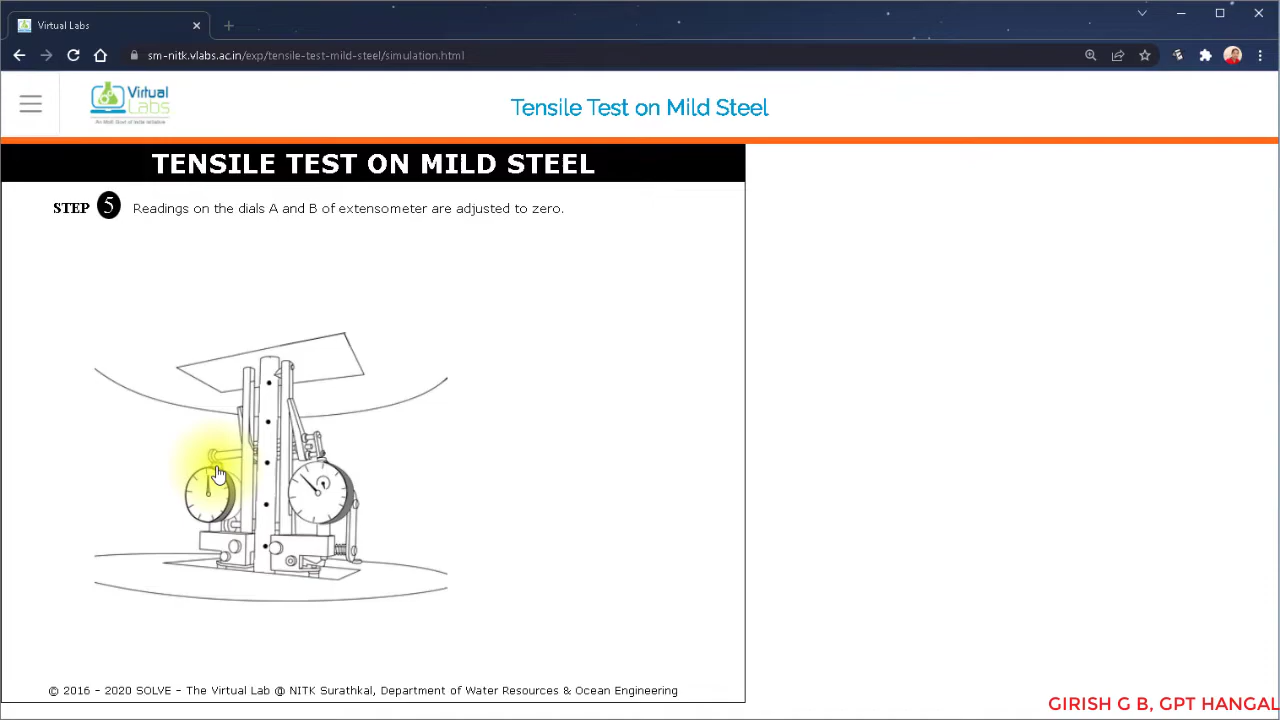 Virtual Labs
sm-nitk.vlabs.ac.in/exp/tensile-test-mild-steel/simulation.html
Virtual
Labs
Tensile Test on Mild Steel
TENSILE TEST ON MILD STEEL
STEP 5 Readings on the dials A and B of extensometer are adjusted to zero.
© 2016 - 2020 SOLVE - The Virtual Lab @ NITK Surathkal, Department of Water Resources & Ocean Engineering
GIRISH G B, GPT HANGAL